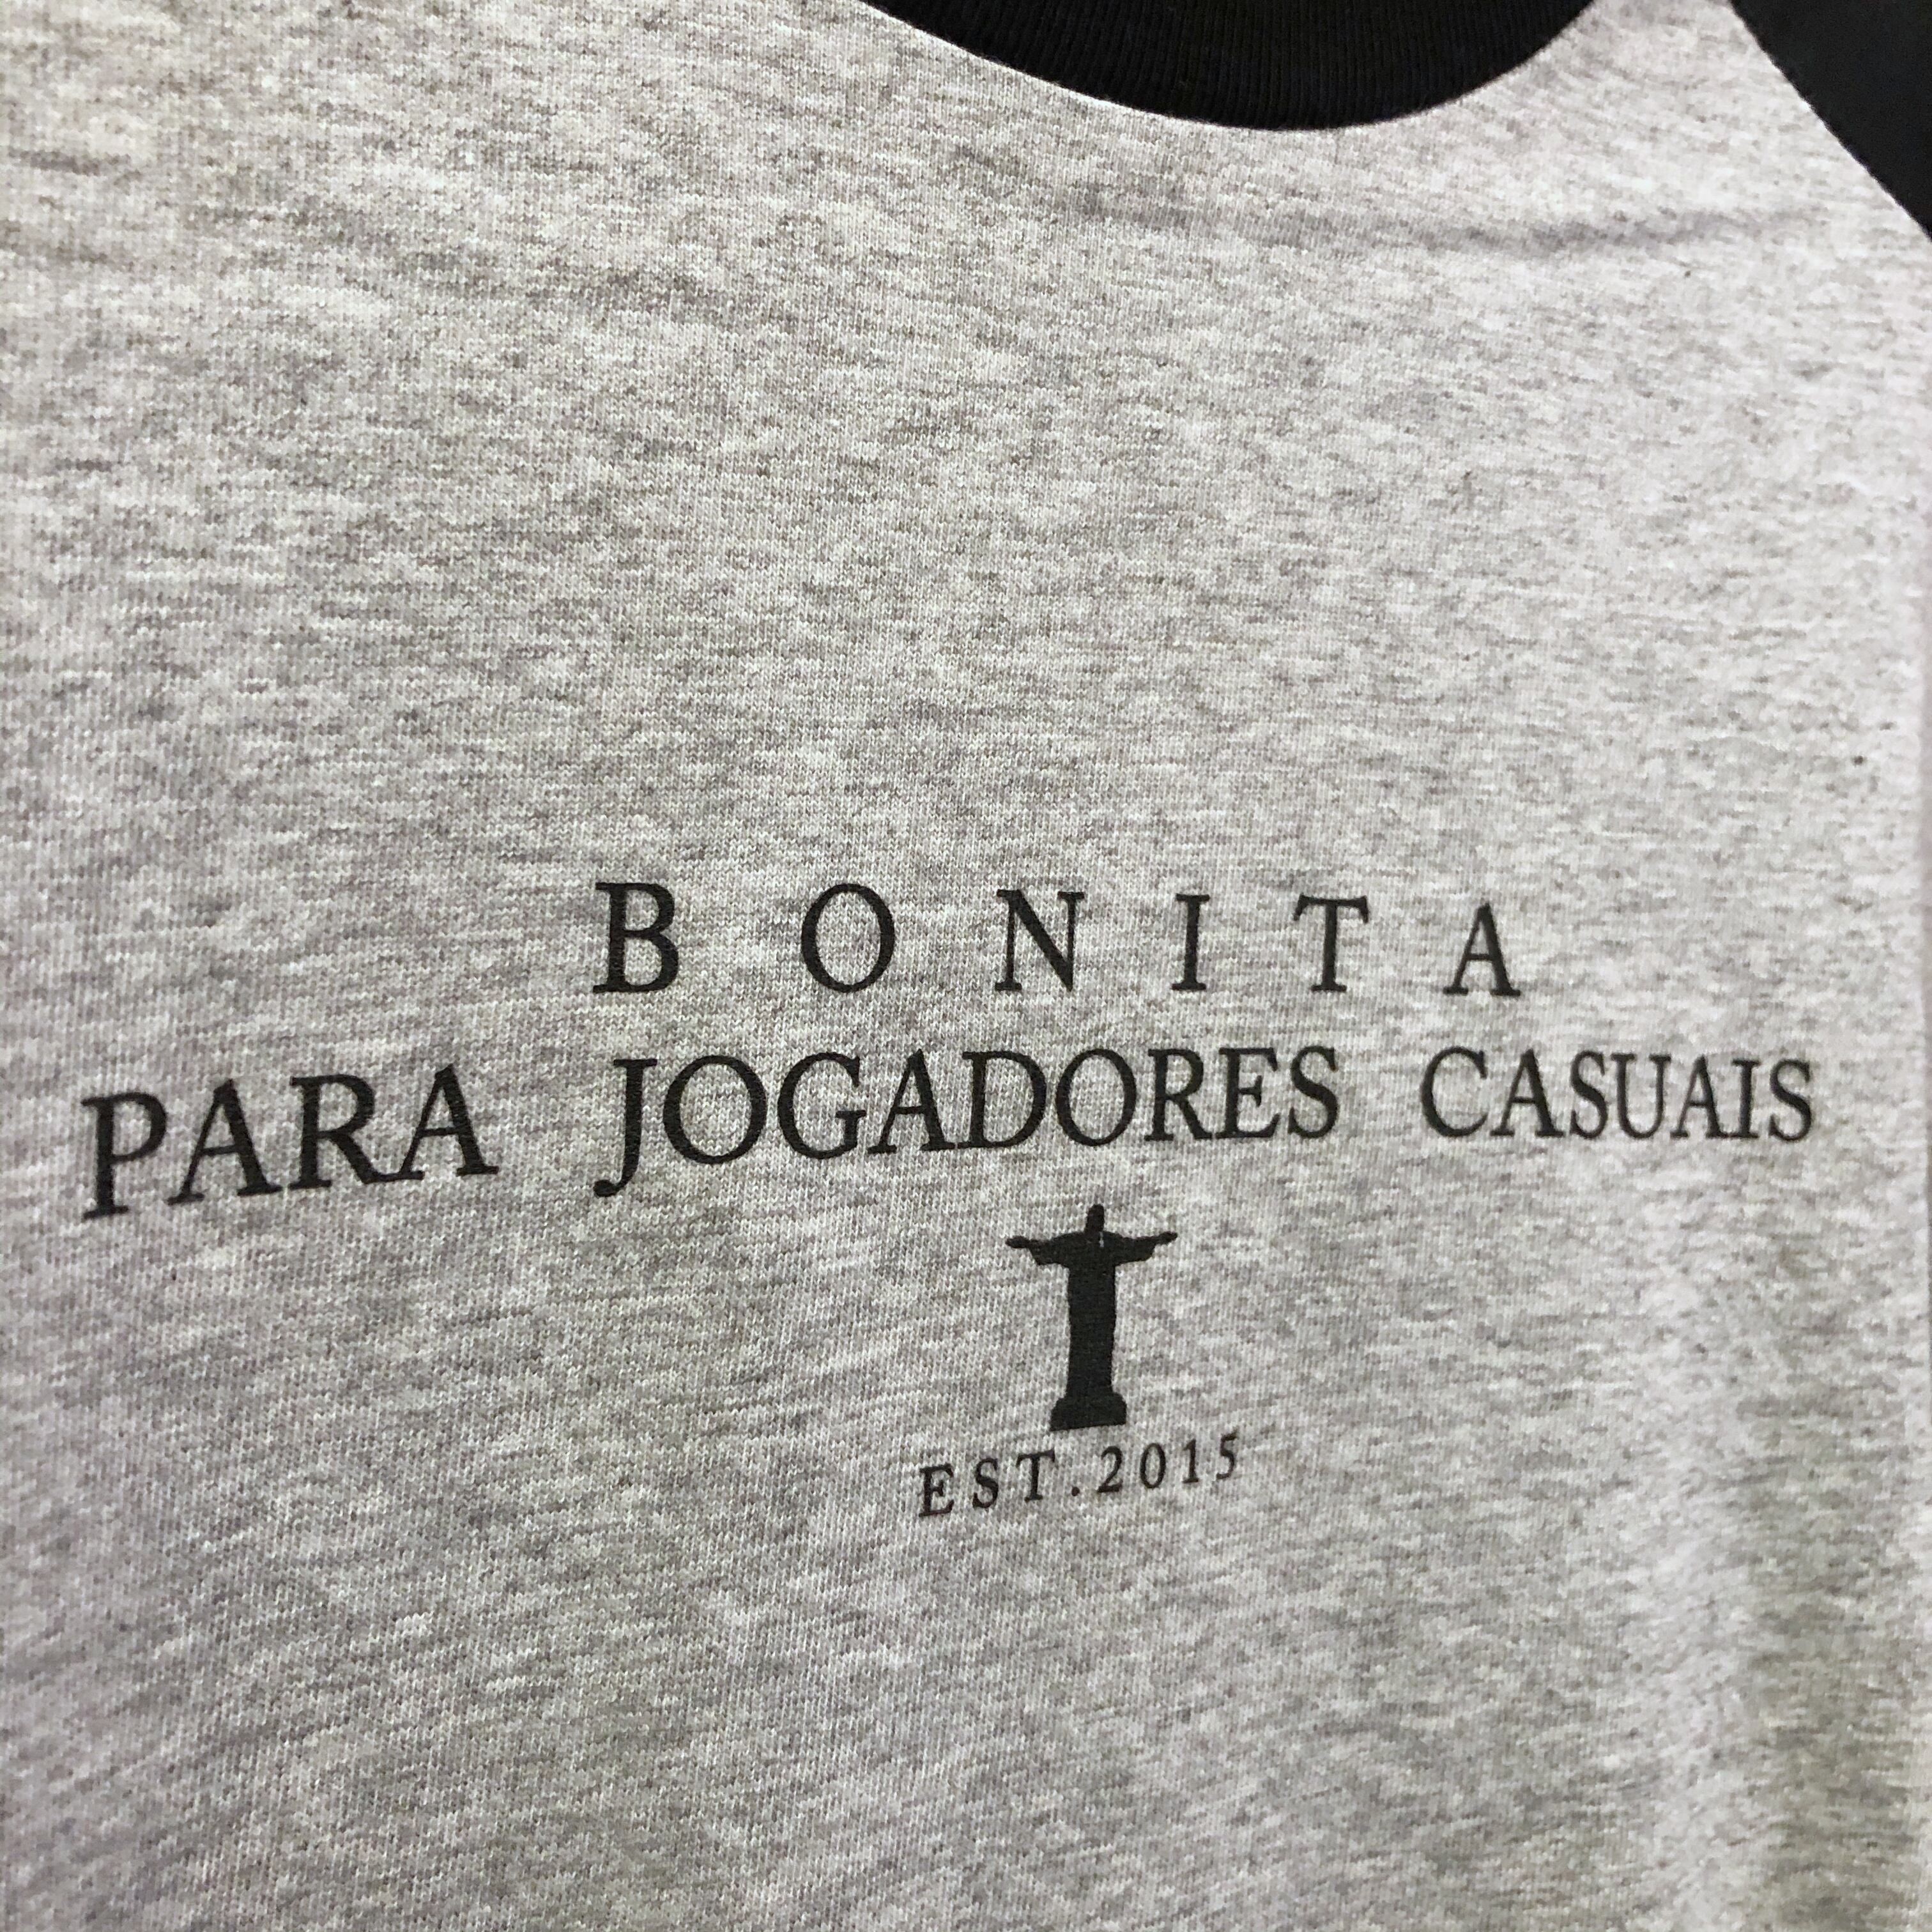 BONITA
PARA JOGADORES CASUAIS
EST.2015